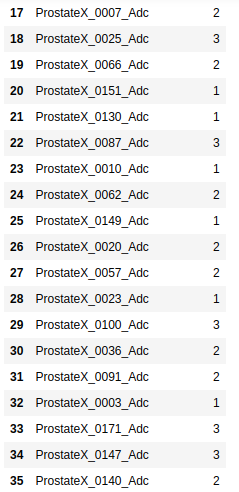 17 ProstateX_0007_Adc 2
18 ProstateX_0025_Adc 3
19 ProstateX_0066_Adc 2
20 ProstateX_0151_Adc 1
21 ProstateX_0130_Adc 1
22 ProstateX_0087_Adc 3
23 ProstateX_0010_Adc 1
24 ProstateX_0062_Adc 2
25 ProstateX_0149_Adc 1
26 ProstateX_0020_Adc 2
27 ProstateX_0057_Adc 2
28 ProstateX_0023_Adc 1
29 ProstateX_0100_Adc 3
30 ProstateX_0036_Adc 2
31 ProstateX_0091_Adc 2
32 ProstateX_0003_Adc 1
33 ProstateX_0171_Adc 3
34 ProstateX_0147_Adc 3
35 ProstateX_0140_Adc 2